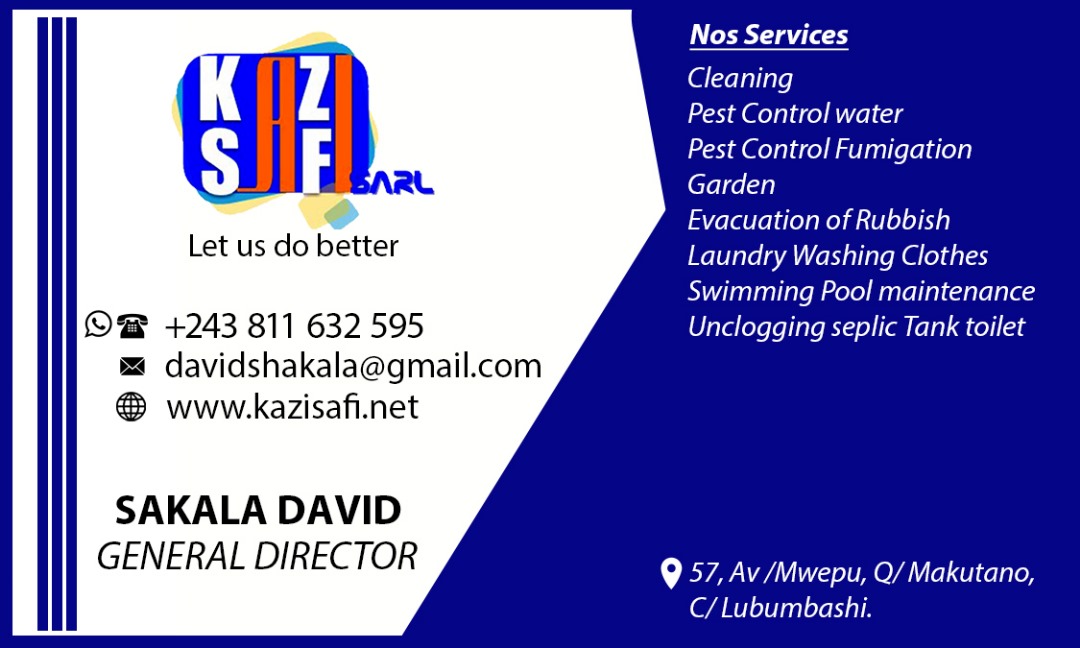 KAZI
SAFI
SARL
Let us do better
+243 811 632 595
davidshakala@gmail.com
www.kazisafi.net
SAKALA DAVID
GENERAL DIRECTOR
Nos Services
Cleaning
Pest Control water
Pest Control Fumigation
Garden
Evacuation of Rubbish
Laundry Washing Clothes
Swimming Pool maintenance
Unclogging seplic Tank toilet
57, Av /Mwepu, Q/ Makutano,
C/ Lubumbashi.